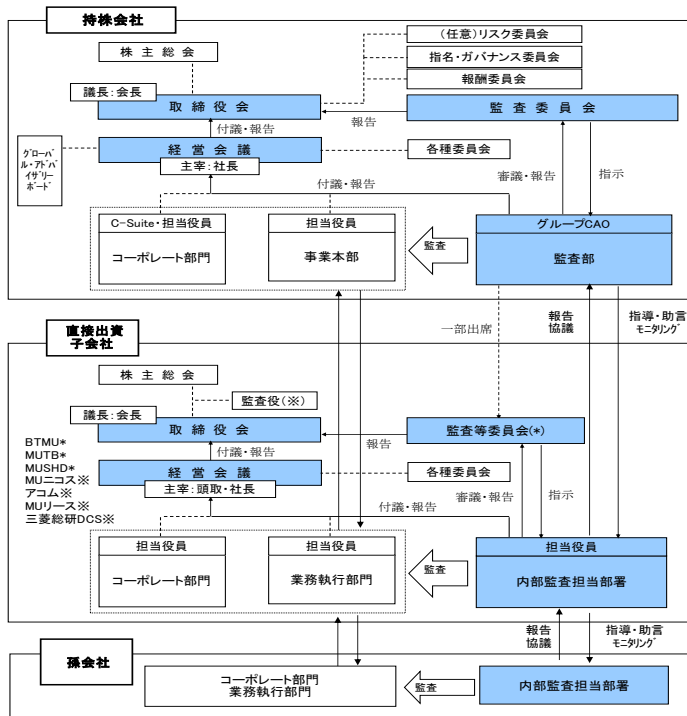 持株会社
株 主 総 会
(任意)リスク委員会
指名・ガバナンス委員会
報酬委員会
議長:会長
取 締 役 会
監 査 委 員 会
報告
付議・報告
グローバ
ル・アドバ
イザリー
ボード
経 営 会 議
主宰:社長
各種委員会
付議・報告
審議・報告
指示
C-Suite・担当役員
コーポレート部門
担当役員
事業本部
監査
グループCAO
監査部
直接出資
子会社
一部出席
報告
協議
指導・助言
モニタリング
株 主 総 会
監査役(※)
議長:会長
取 締 役 会
監査等委員会(*)
報告
付議・報告
BTMU*
MUTB*
MUSHD*
MUニコス※
アコム※
MUリース※
三菱総研DCS※
経 営 会 議
主宰:頭取・社長
各種委員会
付議・報告
審議・報告
指示
担当役員
コーポレート部門
担当役員
業務執行部門
監査
担当役員
内部監査担当部署
報告
協議
指導・助言
モニタリング
孫会社
コーポレート部門
業務執行部門
監査
内部監査担当部署